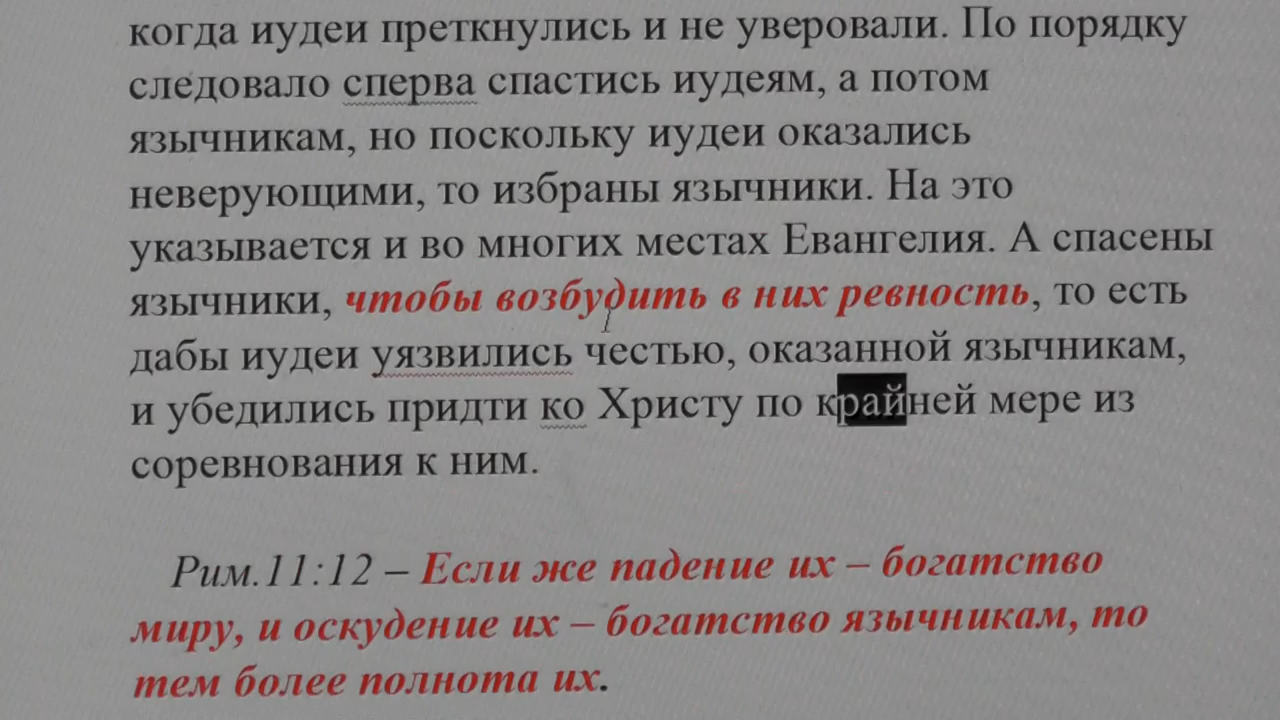 когда иудеи преткнулись и не уверовали. По порядку
следовало сперва спастись иудеям, а потом
язычникам, но поскольку иудеи оказались
неверующими, то избраны язычники. На это
указывается и во многих местах Евангелия. А спасены
язычники, чтобы возбудить в них ревность, то есть
дабы иудеи уязвились честью, оказанной язычникам,
и убедились придти ко Христу по крайней мере из
соревнования к ним.
Рим.11:12 – Если же падение их – богатство
миру, и оскудение их – богатство язычникам, то
тем более полнота их.